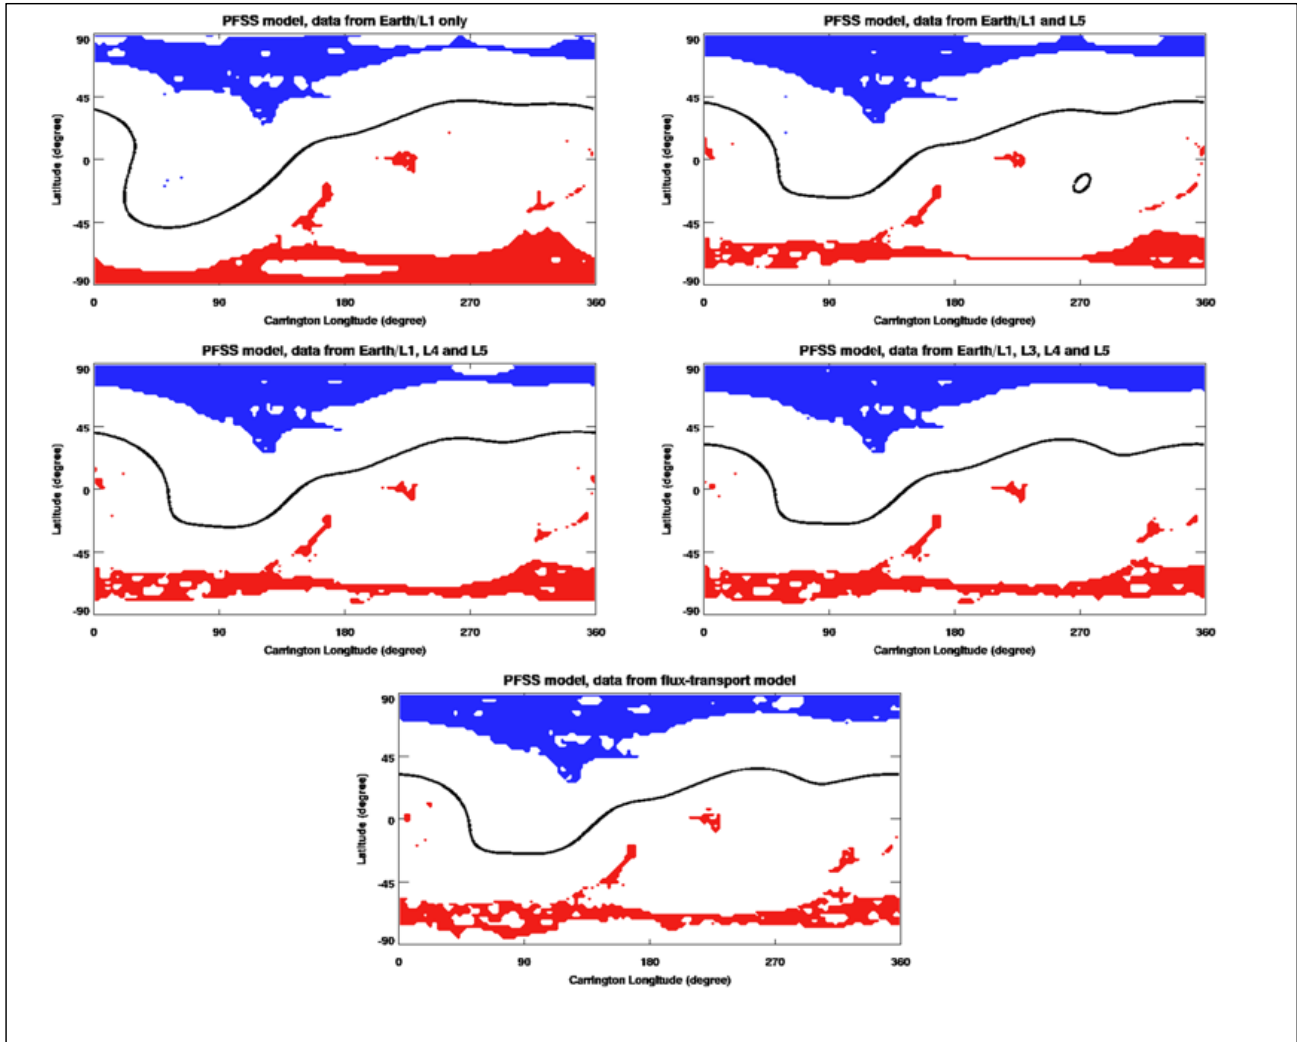 PFSS model, data from Earth/L1 only
90
45
0
-45
-90
Latitude (degree)
0 90 180 270 360
Carrington Longitude (degree)
PFSS model, data from Earth/L1 and L5
90
45
0
-45
-90
Latitude (degree)
0 90 180 270 360
Carrington Longitude (degree)
PFSS model, data from Earth/L1, L4 and L5
90
45
0
-45
-90
Latitude (degree)
0 90 180 270 360
Carrington Longitude (degree)
PFSS model, data from Earth/L1, L3, L4 and L5
90
45
0
-45
-90
Latitude (degree)
0 90 180 270 360
Carrington Longitude (degree)
PFSS model, data from flux-transport model
90
45
0
-45
-90
Latitude (degree)
0 90 180 270 360
Carrington Longitude (degree)